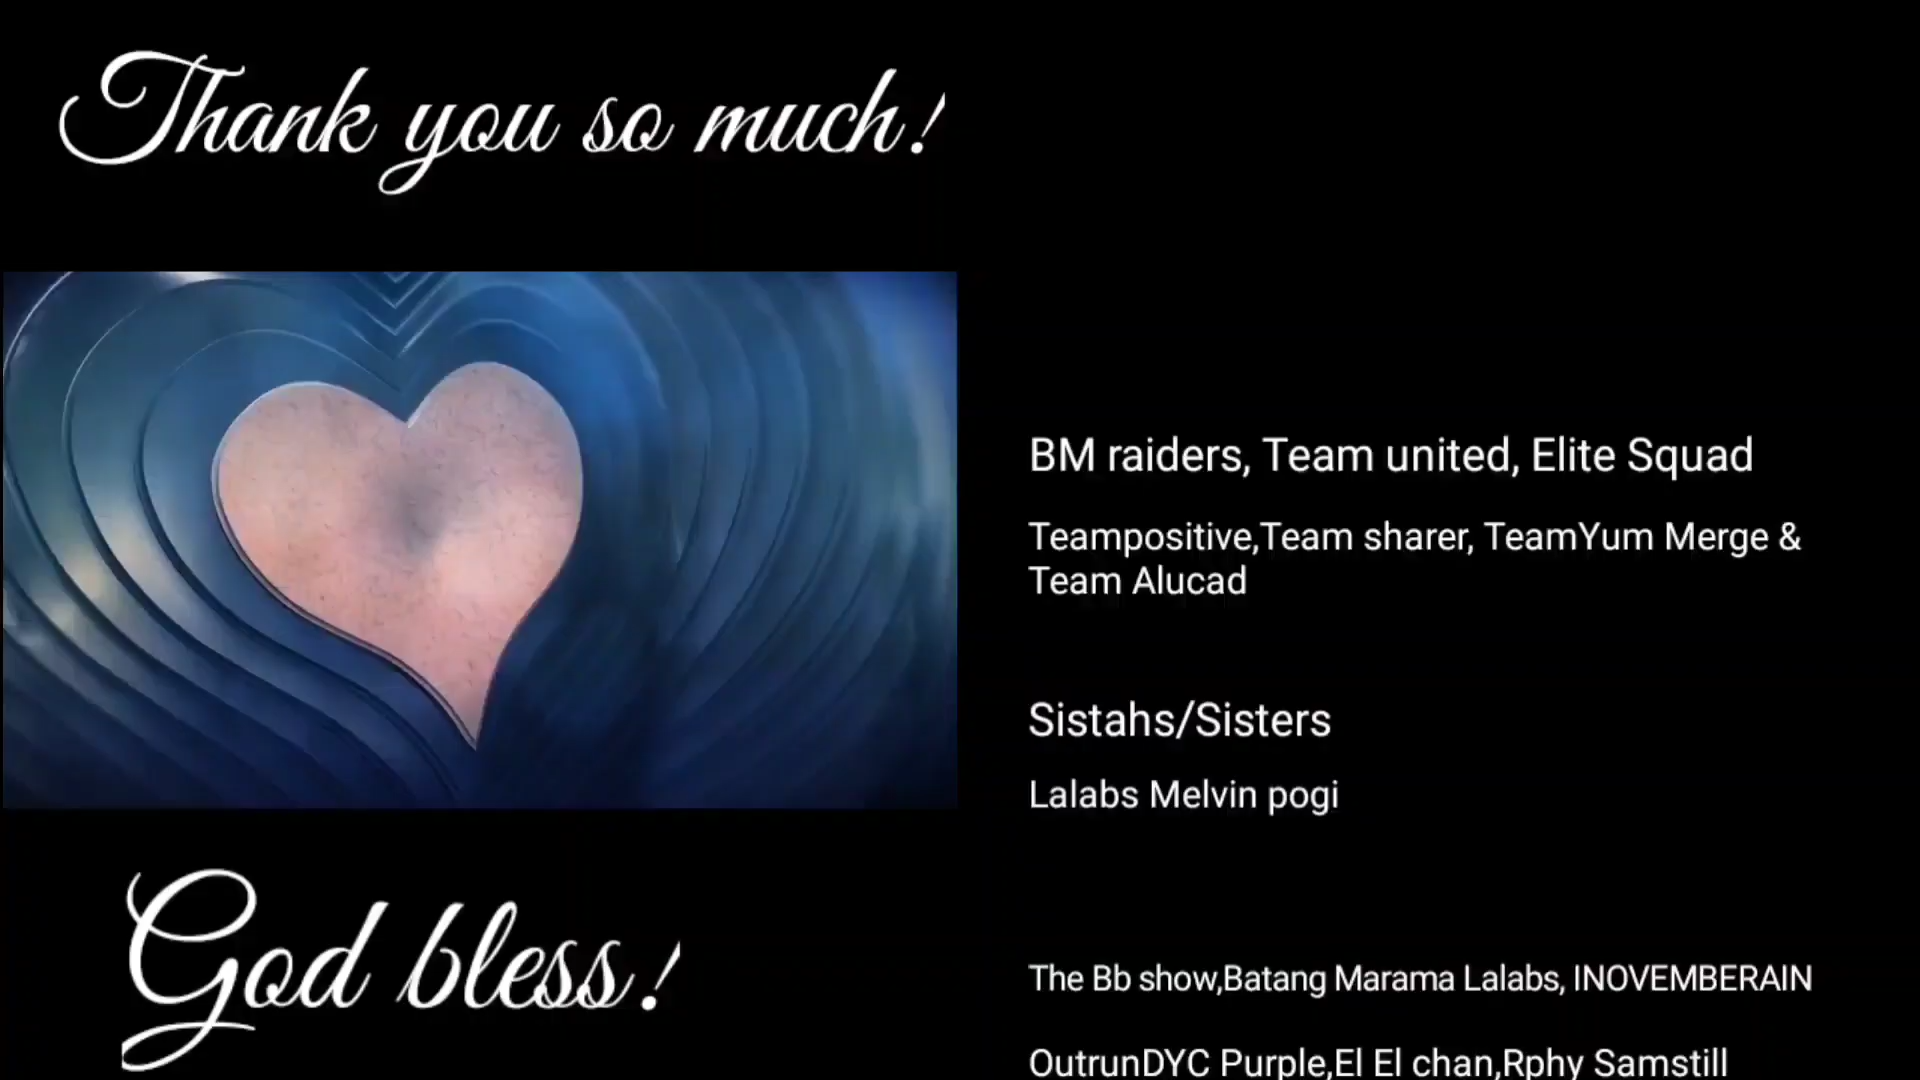 Thank you so much!
God bless!
BM raiders, Team united, Elite Squad
Teampositive,Team sharer, TeamYum Merge &
Team Alucad
Sistahs/Sisters
Lalabs Melvin pogi
The Bb show,Batang Marama Lalabs, INOVEMBERAIN
OutrunDYC Purple,El El chan,Rphy Samstill